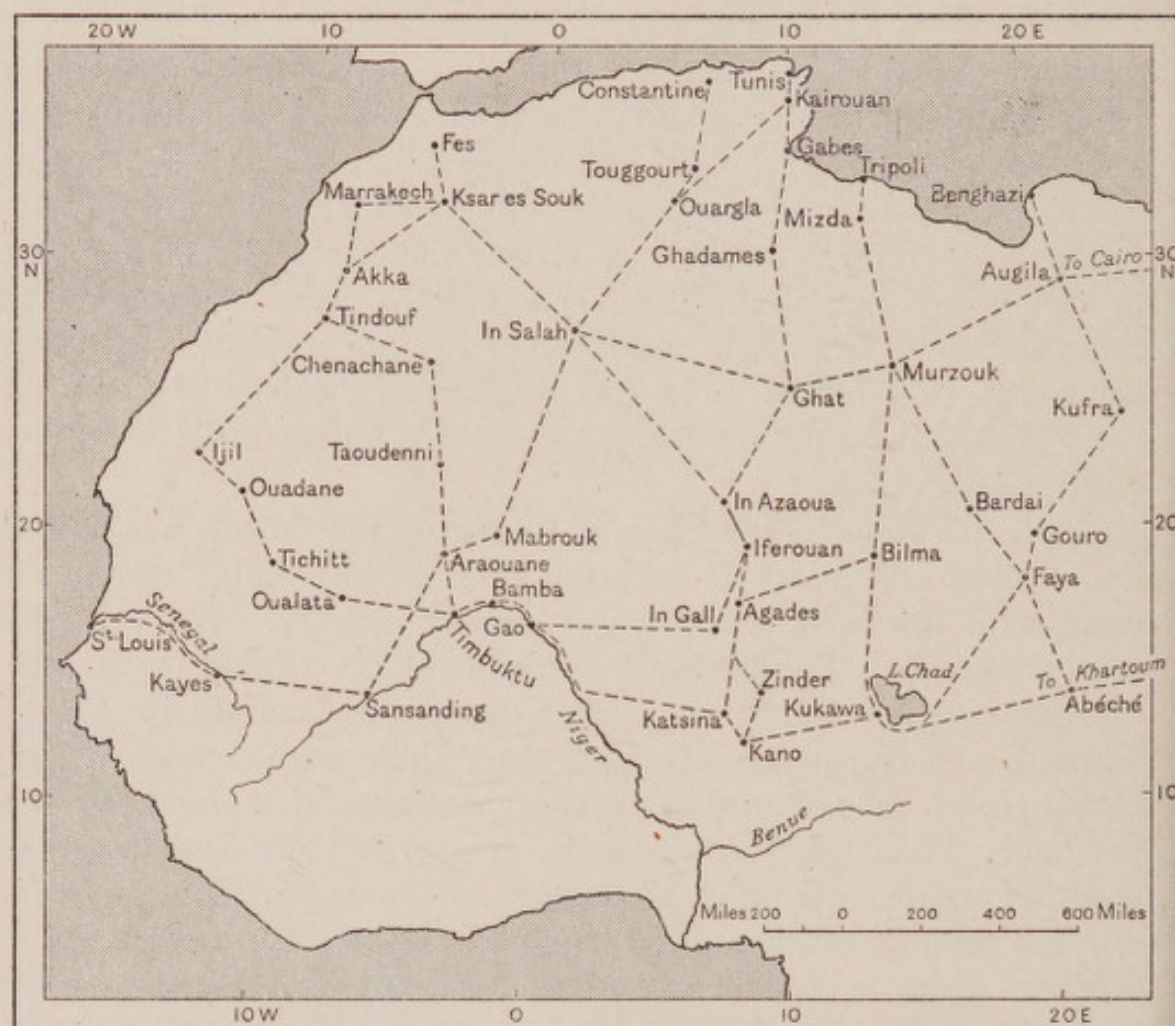 20 W 10 0 10 20 E
Constantine
Tunis
Kairouan
Fes
Gabes
Touggourt
Tripoli
Marrakech
Ksar es Souk
Ouargla
Benghazi
Mizda
30
N
Ghadames
To Cairo
30
N
Akka
Augila
Tindouf
In Salah
Chenachane
Murzouk
Ghat
Kufra
Ijil
Taoudenni
Ouadane
In Azaoua
Bardai
20
20
Mabrouk
Iferouan
Gouro
Tichitt
Araouane
Bilma
Faya
Bamba
Oualata
In Gall
Agades
Senegal
Gao
St. Louis
Timbuktu
L. Chad
To Khartoum
Kayes
Zinder
Sansanding
Katsina
Kukawa
Abéché
Niger
Kano
10
10
Benue
Miles 200 0 200 400 600 Miles
10 W 0 10 20 E